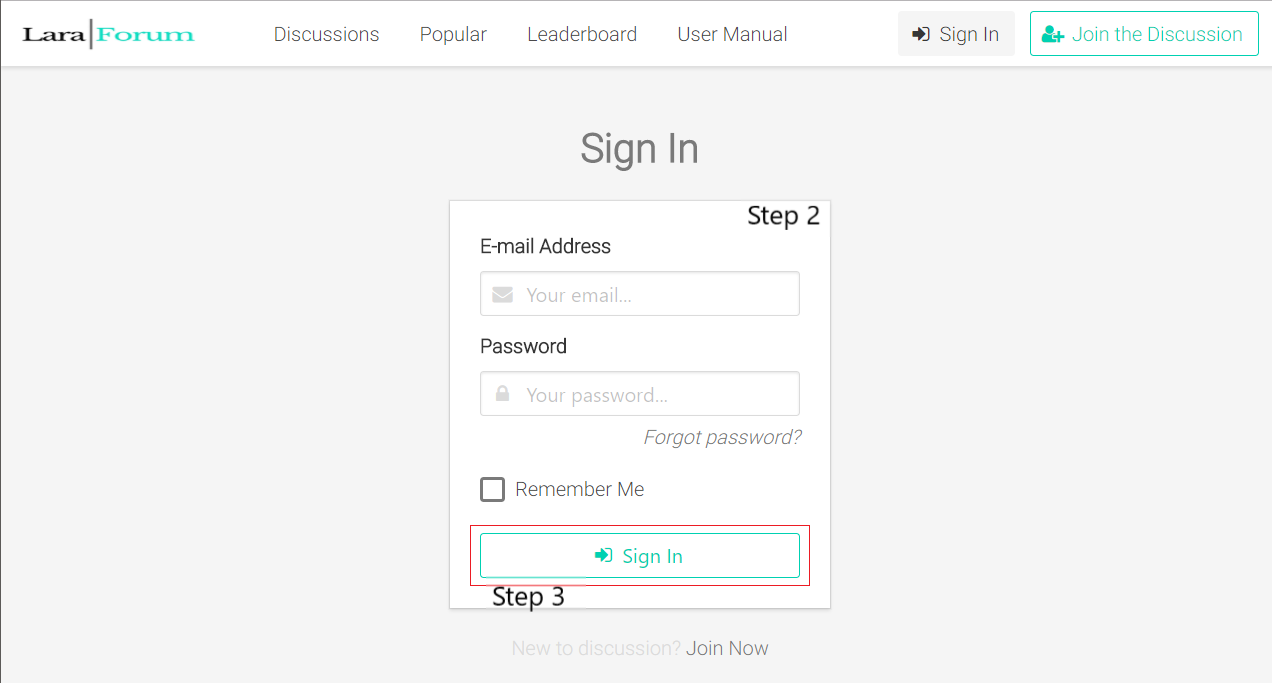 Lara|Forum Discussions Popular Leaderboard User Manual Sign In Join the Discussion
Sign In
Step 2
E-mail Address
Your email...
Password
Your password...
Forgot password?
Remember Me
Sign In
Step 3
New to discussion? Join Now